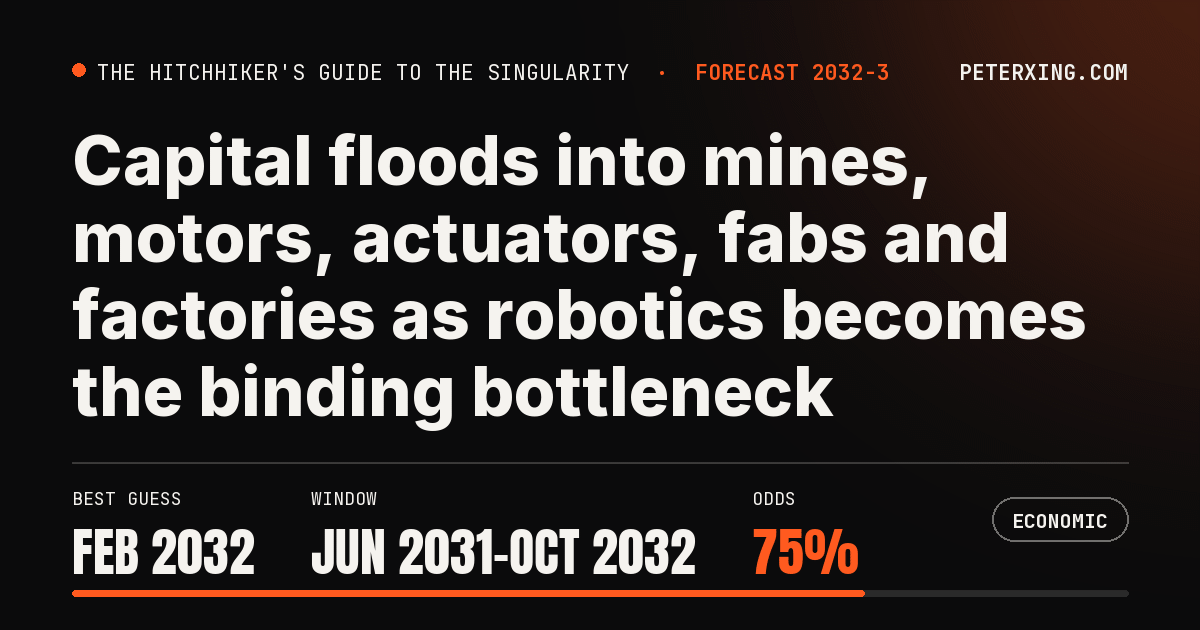 THE HITCHHIKER'S GUIDE TO THE SINGULARITY · FORECAST 2032-3 PETERXING.COM
Capital floods into mines,
motors, actuators, fabs and
factories as robotics becomes
the binding bottleneck
BEST GUESS WINDOW ODDS
FEB 2032 JUN 2031-OCT 2032 75% ECONOMIC